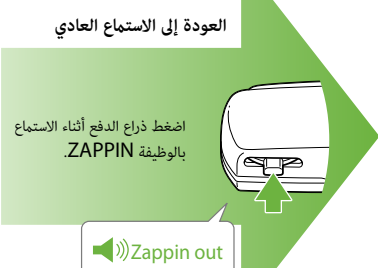 العودة إلى الاستماع العادي
اضغط ذراع الدفع أثناء الاستماع
بالوظيفة ZAPPIN.
Zappin out